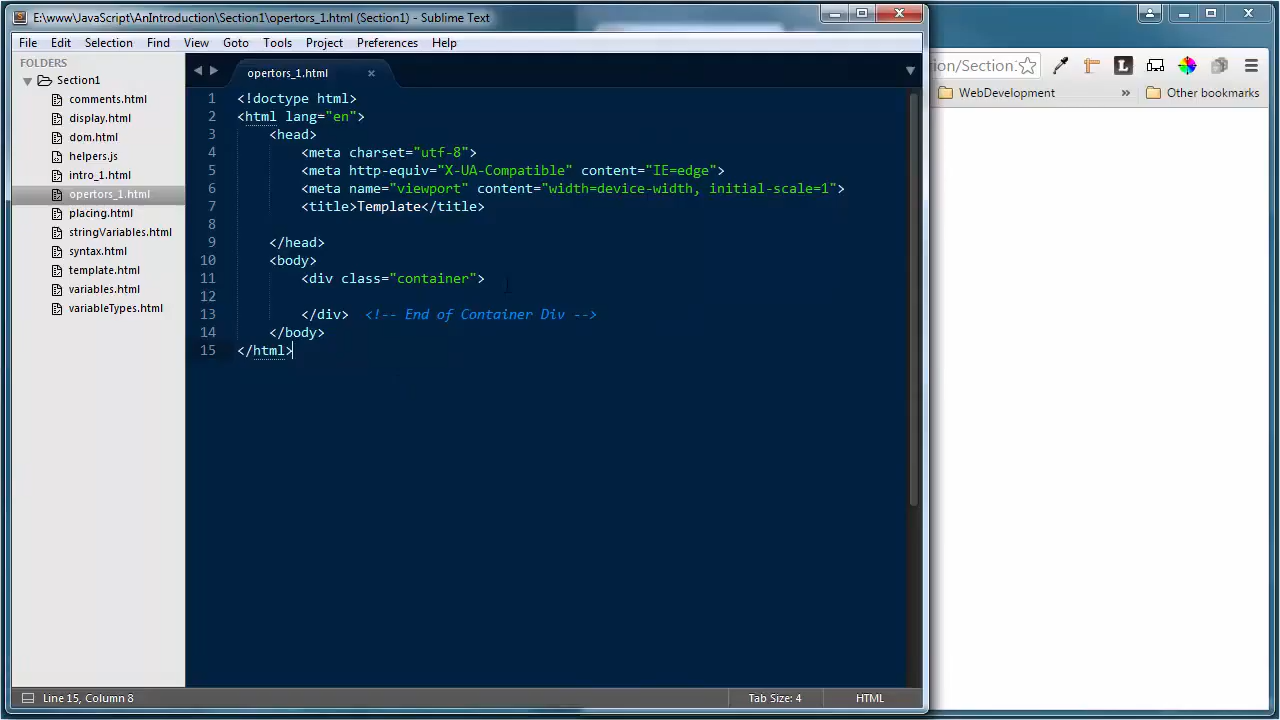 E:\www\JavaScript\AnIntroduction\Section1\opertors_1.html (Section1) - Sublime Text
File Edit Selection Find View Goto Tools Project Preferences Help
FOLDERS
Section1
comments.html
display.html
dom.html
helpers.js
intro_1.html
opertors_1.html
placing.html
stringVariables.html
syntax.html
template.html
variables.html
variableTypes.html
opertors_1.html
1 <!doctype html>
2 <html lang="en">
3 <head>
4 <meta charset="utf-8">
5 <meta http-equiv="X-UA-Compatible" content="IE=edge">
6 <meta name="viewport" content="width=device-width, initial-scale=1">
7 <title>Template</title>
8
9 </head>
10 <body>
11 <div class="container">
12
13 </div> <!-- End of Container Div -->
14 </body>
15 </html>
Line 15, Column 8
Tab Size: 4
HTML
on/Section:
WebDevelopment
» Other bookmarks